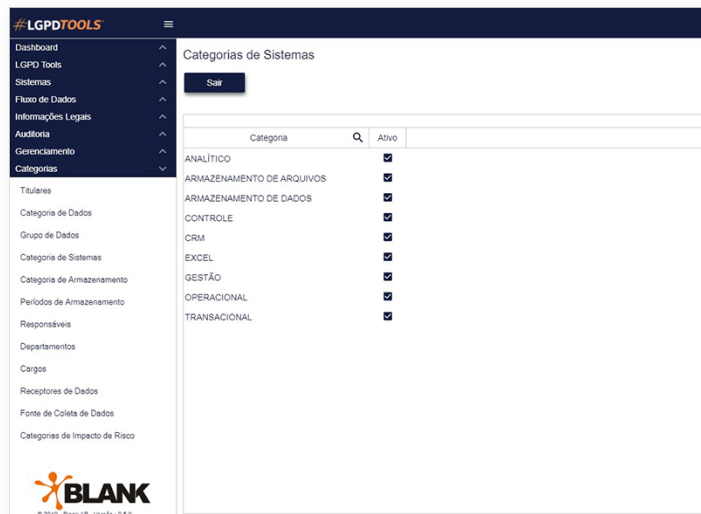 #LGPDTOOLS
Dashboard
LGPD Tools
Sistemas
Fluxo de Dados
Informações Legais
Auditoria
Gerenciamento
Categorias
Titulares
Categoria de Dados
Grupo de Dados
Categoria de Sistemas
Categoria de Armazenamento
Períodos de Armazenamento
Responsáveis
Departamentos
Cargos
Receptores de Dados
Fonte de Coleta de Dados
Categorias de Impacto de Risco
BLANK
Categorias de Sistemas
Sair
Categoria Ativo
ANALÍTICO
ARMAZENAMENTO DE ARQUIVOS
ARMAZENAMENTO DE DADOS
CONTROLE
CRM
EXCEL
GESTÃO
OPERACIONAL
TRANSACIONAL